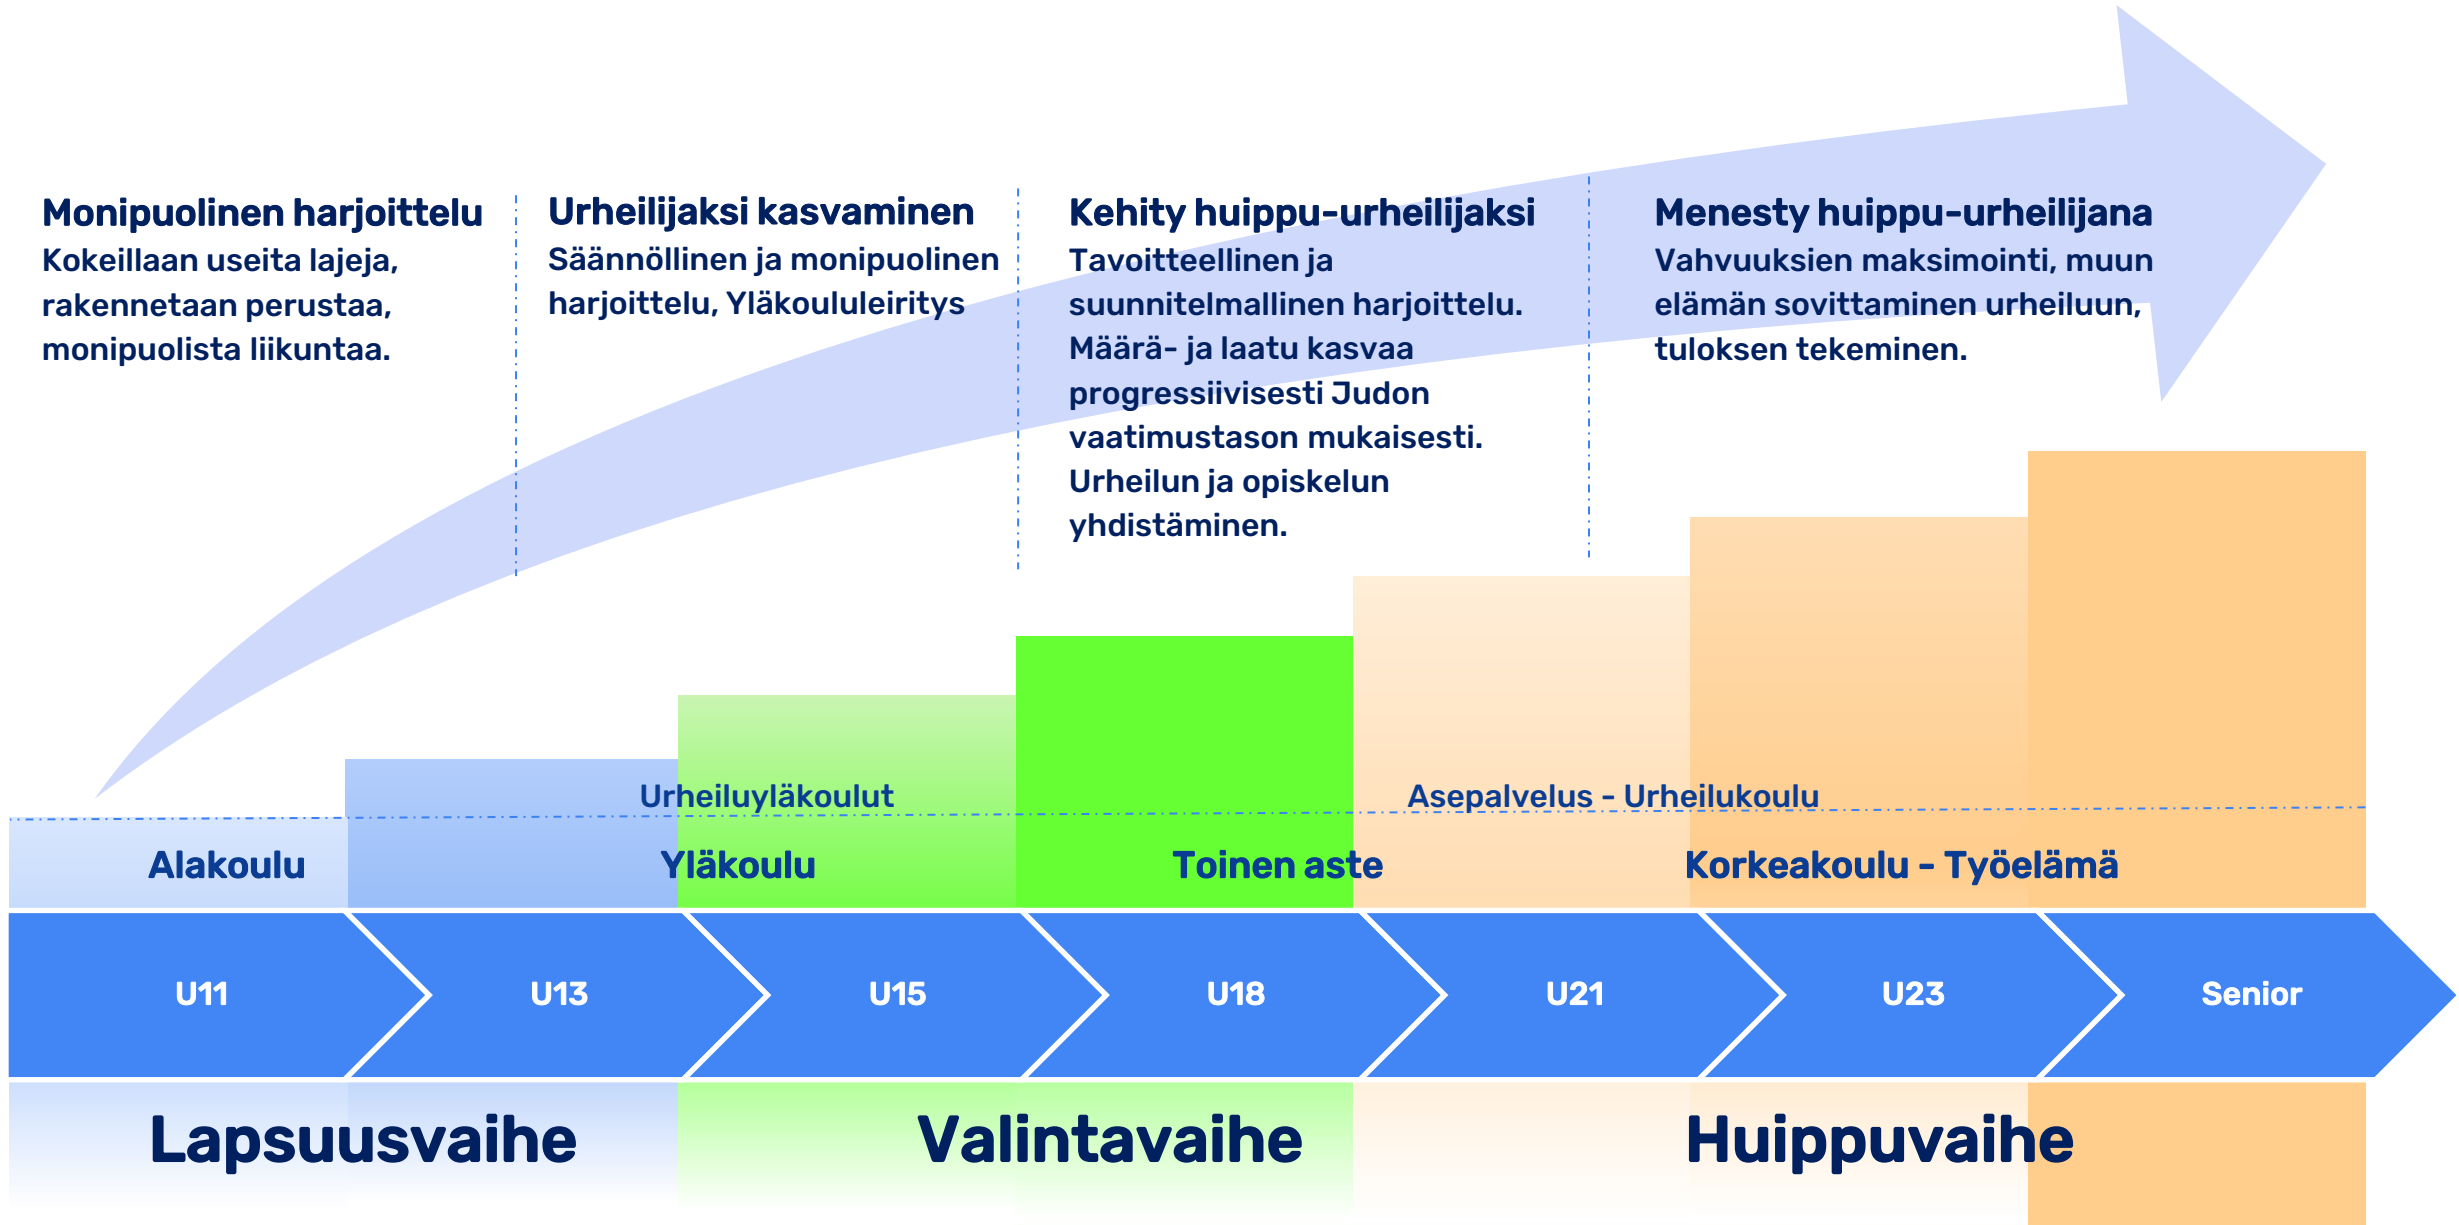 Monipuolinen harjoittelu
Kokeillaan useita lajeja,
rakennetaan perustaa,
monipuolista liikuntaa.
Urheilijaksi kasvaminen
Säännöllinen ja monipuolinen
harjoittelu, Yläkoululeiritys
Kehity huippu-urheilijaksi
Tavoitteellinen ja
suunnitelmallinen harjoittelu.
Määrä- ja laatu kasvaa
progressiivisesti Judon
vaatimustason mukaisesti.
Urheilun ja opiskelun
yhdistäminen.
Menesty huippu-urheilijana
Vahvuuksien maksimointi, muun
elämän sovittaminen urheiluun,
tuloksen tekeminen.
Urheiluyläkoulut
Asepalvelus - Urheilukoulu
Alakoulu
Yläkoulu
Toinen aste
Korkeakoulu - Työelämä
U11
U13
U15
U18
U21
U23
Senior
Lapsuusvaihe
Valintavaihe
Huippuvaihe